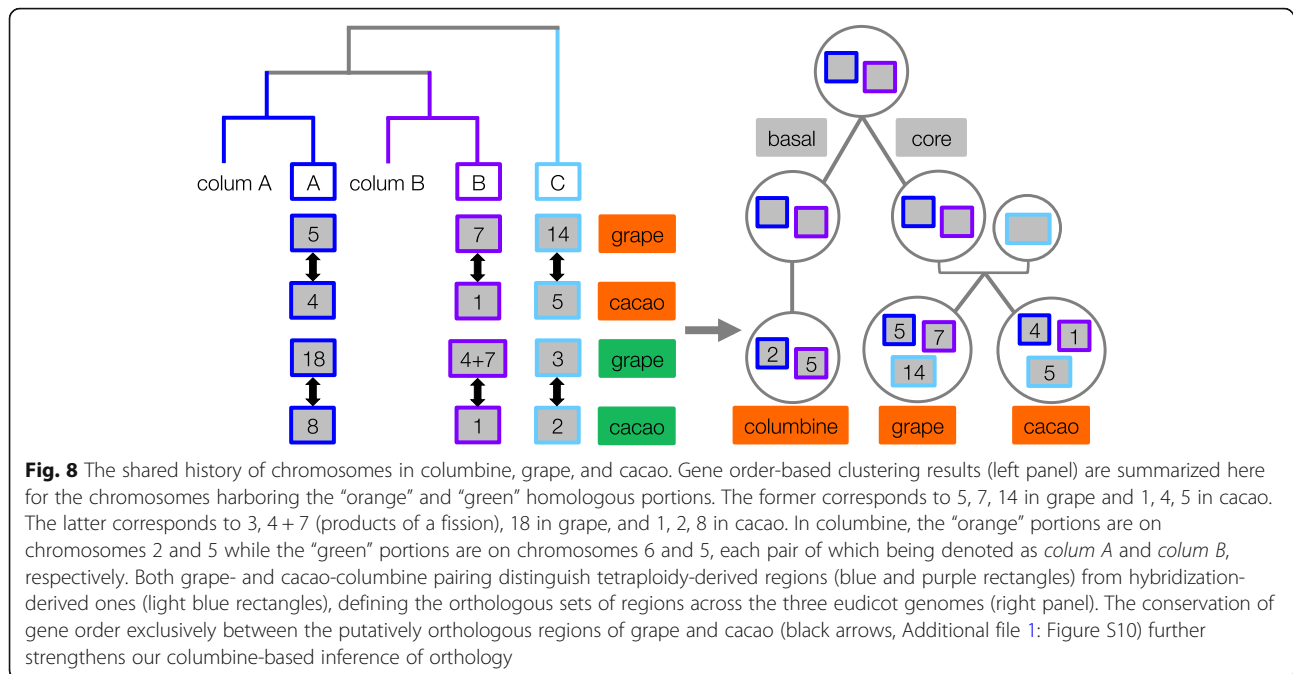 basal core
colum A A colum B B C
5 7 14 grape
4 1 5 cacao
18 4+7 3 grape
8 1 2 cacao
2 5
5 7 14
4 1 5
columbine grape cacao
Fig. 8 The shared history of chromosomes in columbine, grape, and cacao. Gene order-based clustering results (left panel) are summarized here
for the chromosomes harboring the “orange” and “green” homologous portions. The former corresponds to 5, 7, 14 in grape and 1, 4, 5 in cacao.
The latter corresponds to 3, 4 + 7 (products of a fission), 18 in grape, and 1, 2, 8 in cacao. In columbine, the “orange” portions are on
chromosomes 2 and 5 while the “green” portions are on chromosomes 6 and 5, each pair of which being denoted as colum A and colum B,
respectively. Both grape- and cacao-columbine pairing distinguish tetraploidy-derived regions (blue and purple rectangles) from hybridization-
derived ones (light blue rectangles), defining the orthologous sets of regions across the three eudicot genomes (right panel). The conservation of
gene order exclusively between the putatively orthologous regions of grape and cacao (black arrows, Additional file 1: Figure S10) further
strengthens our columbine-based inference of orthology